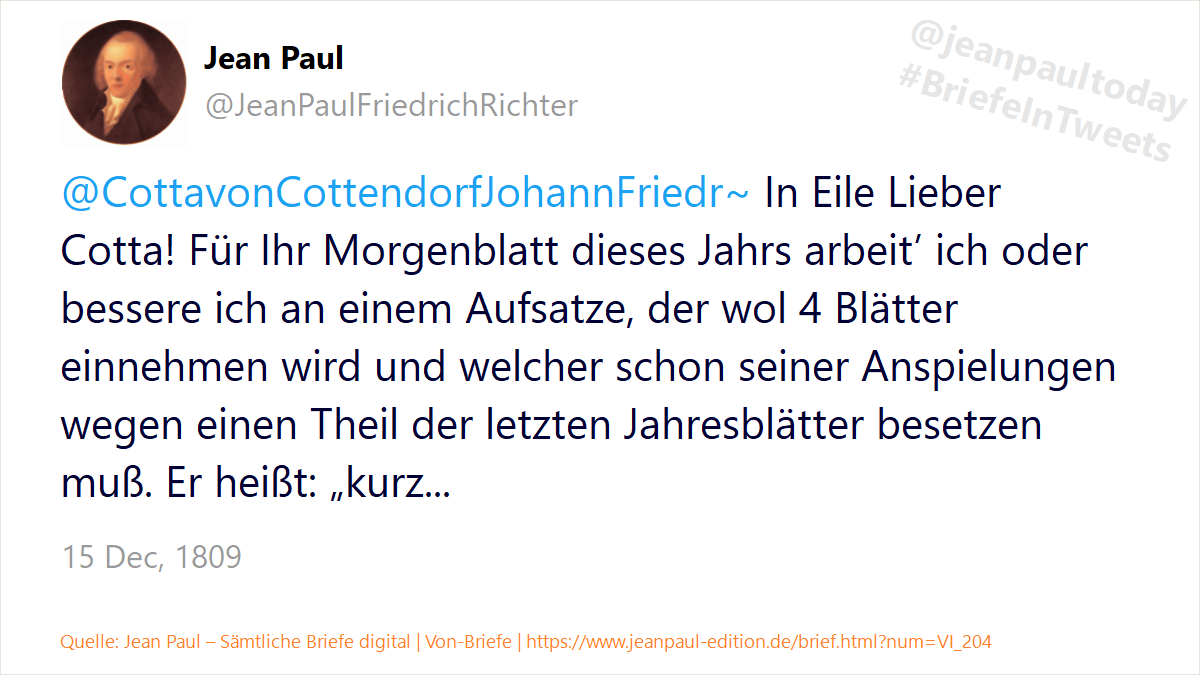 Jean Paul
@JeanPaulFriedrichRichter
@jeanpaultoday
#BriefeInTweets
@CottavonCottendorfJohannFriedr~ In Eile Lieber
Cotta! Für Ihr Morgenblatt dieses Jahrs arbeit’ ich oder
bessere ich an einem Aufsatze, der wol 4 Blätter
einnehmen wird und welcher schon seiner Anspielungen
wegen einen Theil der letzten Jahresblätter besetzen
muß. Er heißt: „kurz...
15 Dec, 1809
Quelle: Jean Paul – Sämtliche Briefe digital | Von-Briefe | https://www.jeanpaul-edition.de/brief.html?num=VI_204